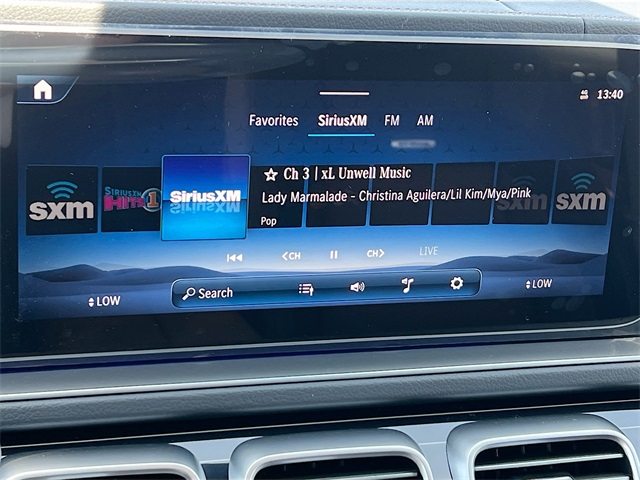 4G
13:40
Favorites SiriusXM FM AM
☆ Ch 3 | xL Unwell Music
Lady Marmalade - Christina Aguilera/Lil Kim/Mya/Pink
Pop
sxm
SIRIUSXM
HITS 1
SiriusXM
sxm
sxm
<CH CH> LIVE
LOW
Search
LOW